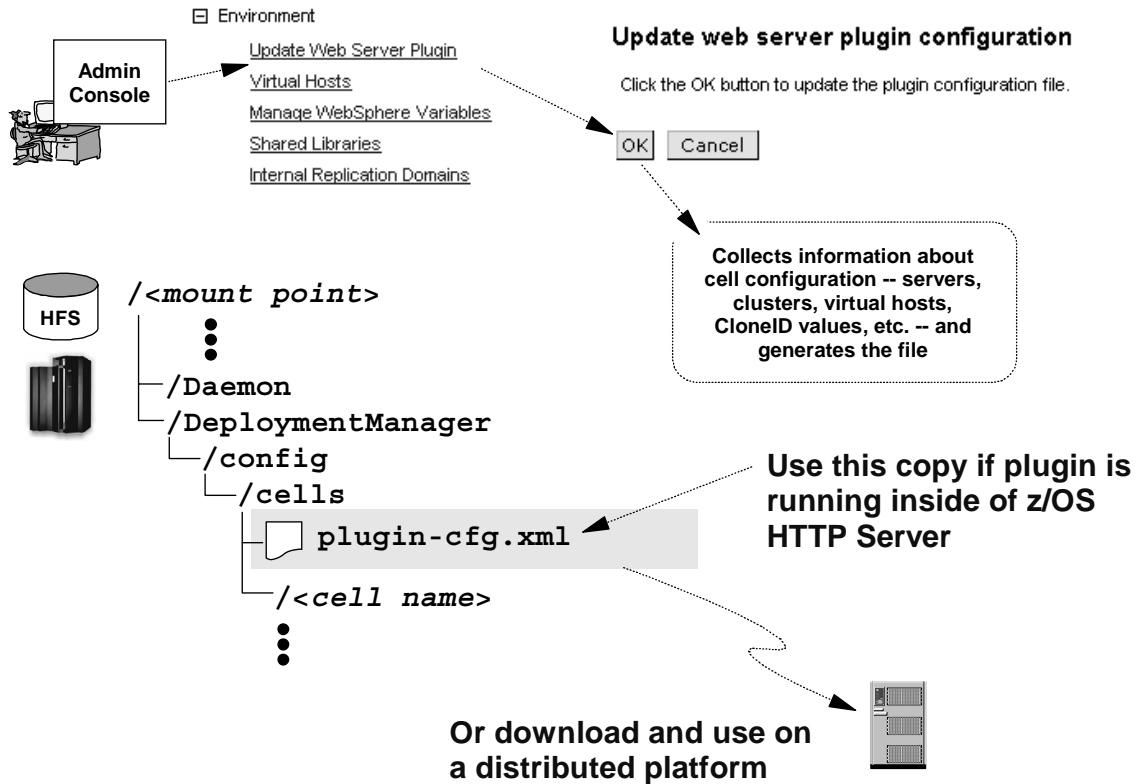 Environment
Update Web Server Plugin
Virtual Hosts
Manage WebSphere Variables
Shared Libraries
Internal Replication Domains
Admin
Console
Update web server plugin configuration
Click the OK button to update the plugin configuration file.
OK
Cancel
Collects information about
cell configuration -- servers,
clusters, virtual hosts,
CloneID values, etc. -- and
generates the file
HFS
/<mount point>
/Daemon
/DeploymentManager
/config
/cells
plugin-cfg.xml
/<cell name>
Use this copy if plugin is
running inside of z/OS
HTTP Server
Or download and use on
a distributed platform